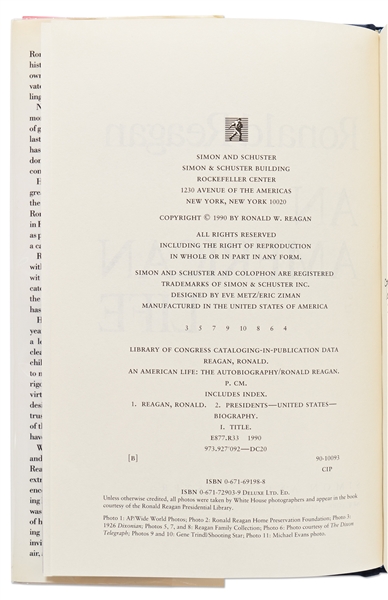 SIMON AND SCHUSTER
SIMON & SCHUSTER BUILDING
ROCKEFELLER CENTER
1230 AVENUE OF THE AMERICAS
NEW YORK, NEW YORK 10020
COPYRIGHT © 1990 BY RONALD W. REAGAN
ALL RIGHTS RESERVED
INCLUDING THE RIGHT OF REPRODUCTION
IN WHOLE OR IN PART IN ANY FORM.
SIMON AND SCHUSTER AND COLOPHON ARE REGISTERED
TRADEMARKS OF SIMON & SCHUSTER INC.
DESIGNED BY EVE METZ/ERIC ZIMAN
MANUFACTURED IN THE UNITED STATES OF AMERICA
3 5 7 9 10 8 6 4
LIBRARY OF CONGRESS CATALOGING-IN-PUBLICATION DATA
REAGAN, RONALD.
AN AMERICAN LIFE: THE AUTOBIOGRAPHY/RONALD REAGAN.
P. CM.
INCLUDES INDEX.
1. REAGAN, RONALD. 2. PRESIDENTS—UNITED STATES—
BIOGRAPHY.
I. TITLE.
E877.R33 1990
973.927'092—DC20
[B] 90-10093
CIP
ISBN 0-671-69198-8
ISBN 0-671-72903-9 DELUXE LTD. ED.
Unless otherwise credited, all photos were taken by White House photographers and appear in the book
courtesy of the Ronald Reagan Presidential Library.
Photo 1: AP/Wide World Photos; Photo 2: Ronald Reagan Home Preservation Foundation; Photo 3:
1926 Dixonian; Photos 5, 7, and 8: Reagan Family Collection; Photo 6: Photo courtesy of The Dixon
Telegraph; Photos 9 and 10: Gene Trindl/Shooting Star; Photo 11: Michael Evans photo.